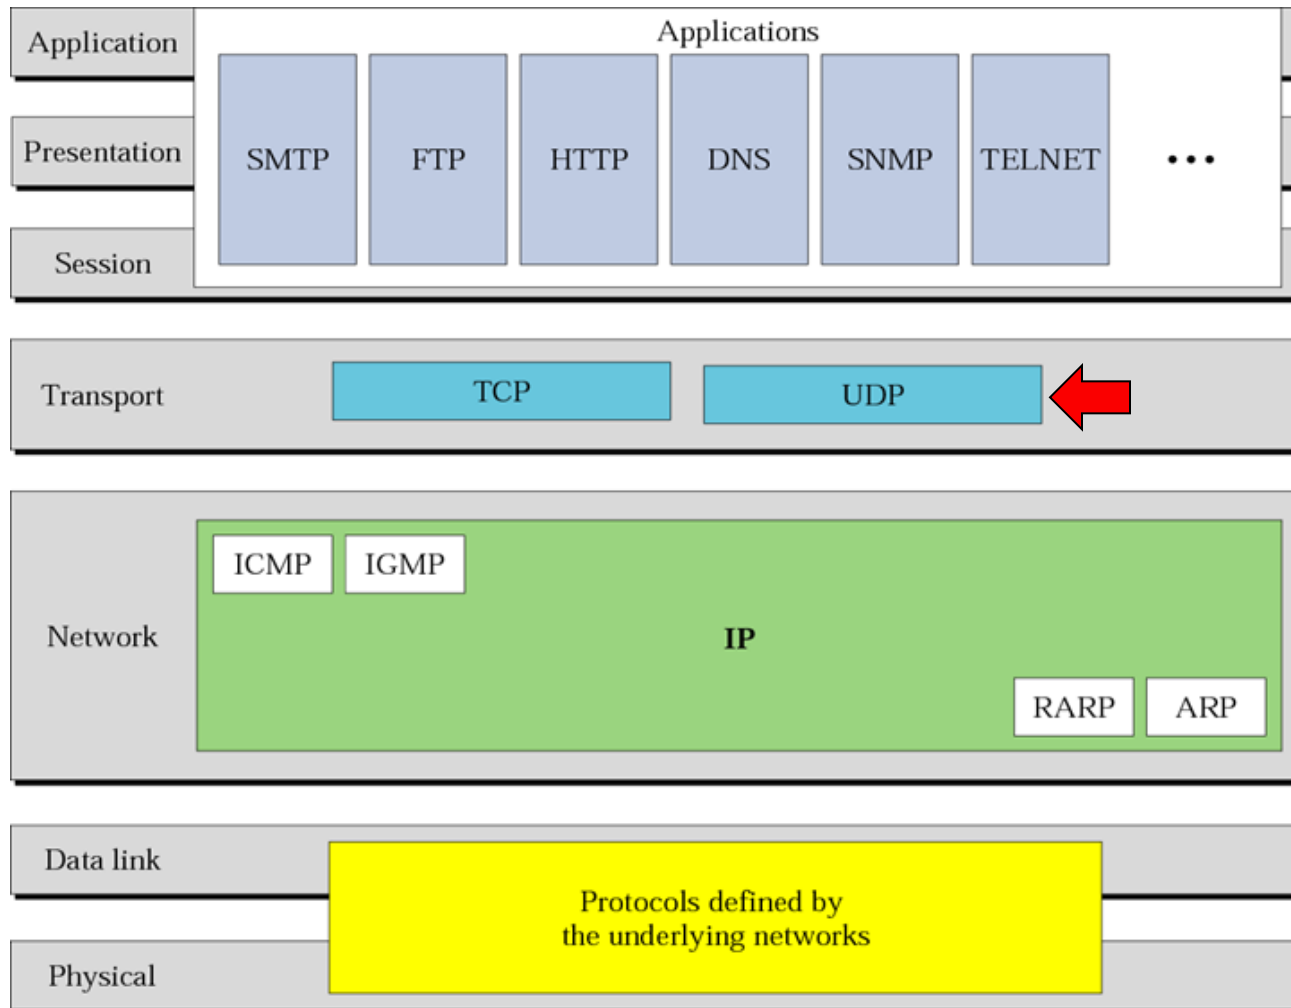 Application
Applications
Presentation
SMTP
FTP
HTTP
DNS
SNMP
TELNET
...
Session
Transport
TCP
UDP
ICMP
IGMP
Network
IP
RARP
ARP
Data link
Protocols defined by
the underlying networks
Physical